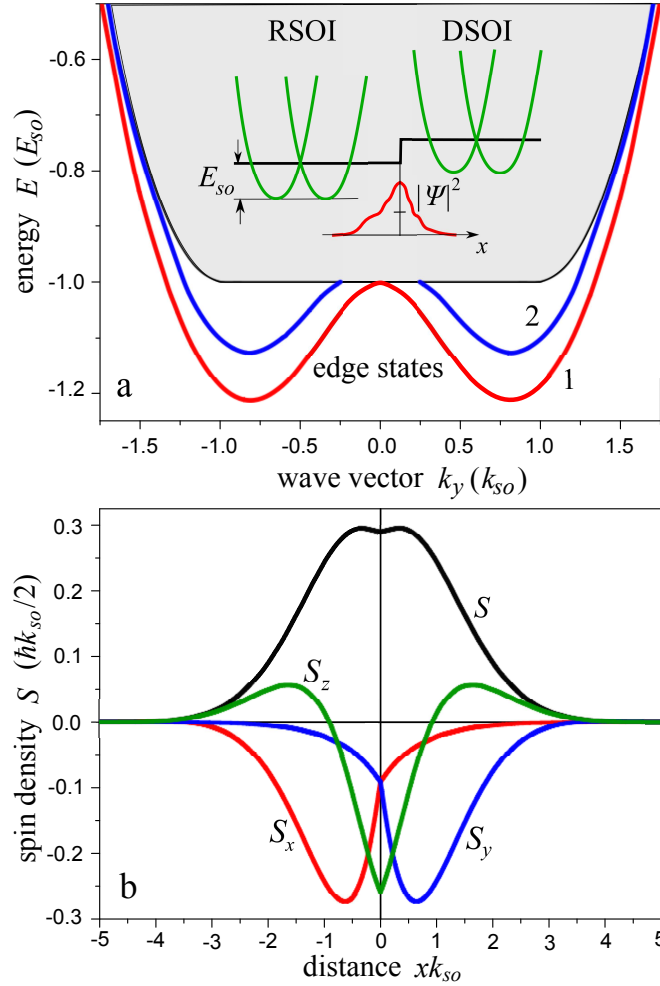 -0.6
-0.8
-1.0
-1.2
energy E (E_so)
RSOI
DSOI
E_so
|Ψ|²
x
2
1
edge states
a
-1.5
-1.0
-0.5
0.0
0.5
1.0
1.5
wave vector k_y (k_so)
0.3
0.2
0.1
0.0
-0.1
-0.2
-0.3
spin density S (ħk_so/2)
S
S_z
S_x
S_y
b
-5
-4
-3
-2
-1
0
1
2
3
4
5
distance xk_so